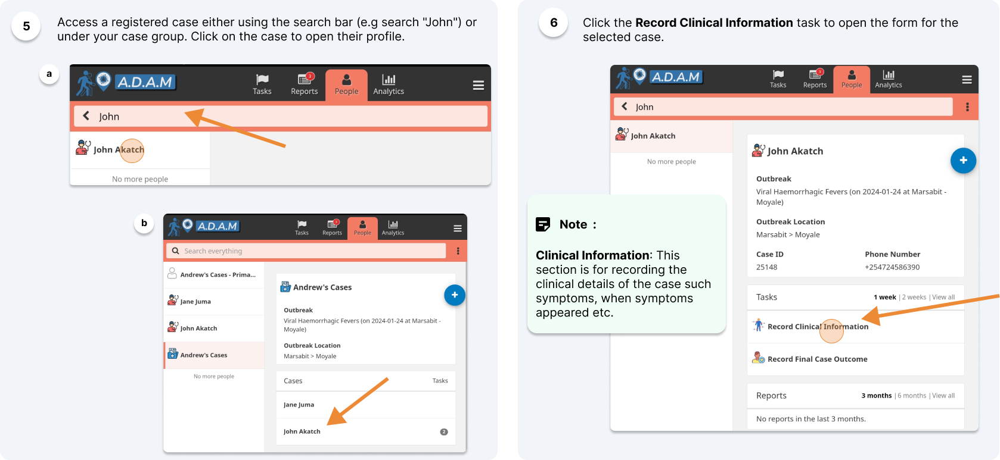 5
Access a registered case either using the search bar (e.g search "John") or
under your case group. Click on the case to open their profile.
a
A.D.A.M
3
Tasks Reports People Analytics
John
John Akatch
No more people
b
A.D.A.M
3
Tasks Reports People Analytics
Search everything
Andrew's Cases - Prima...
Jane Juma
John Akatch
Andrew's Cases
No more people
Andrew's Cases
+
Outbreak
Viral Haemorrhagic Fevers (on 2024-01-24 at Marsabit -
Moyale)
Outbreak Location
Marsabit > Moyale
Cases Tasks
Jane Juma
John Akatch 2
6
Click the Record Clinical Information task to open the form for the
selected case.
A.D.A.M
3
Tasks Reports People Analytics
John
John Akatch
No more people
John Akatch
+
Outbreak
Viral Haemorrhagic Fevers (on 2024-01-24 at Marsabit -
Moyale)
Outbreak Location
Marsabit > Moyale
Case ID Phone Number
25148 +254724586390
Tasks 1 week | 2 weeks | View all
Record Clinical Information
Record Final Case Outcome
Reports 3 months | 6 months | View all
No reports in the last 3 months.
Note :
Clinical Information: This
section is for recording the
clinical details of the case such
symptoms, when symptoms
appeared etc.